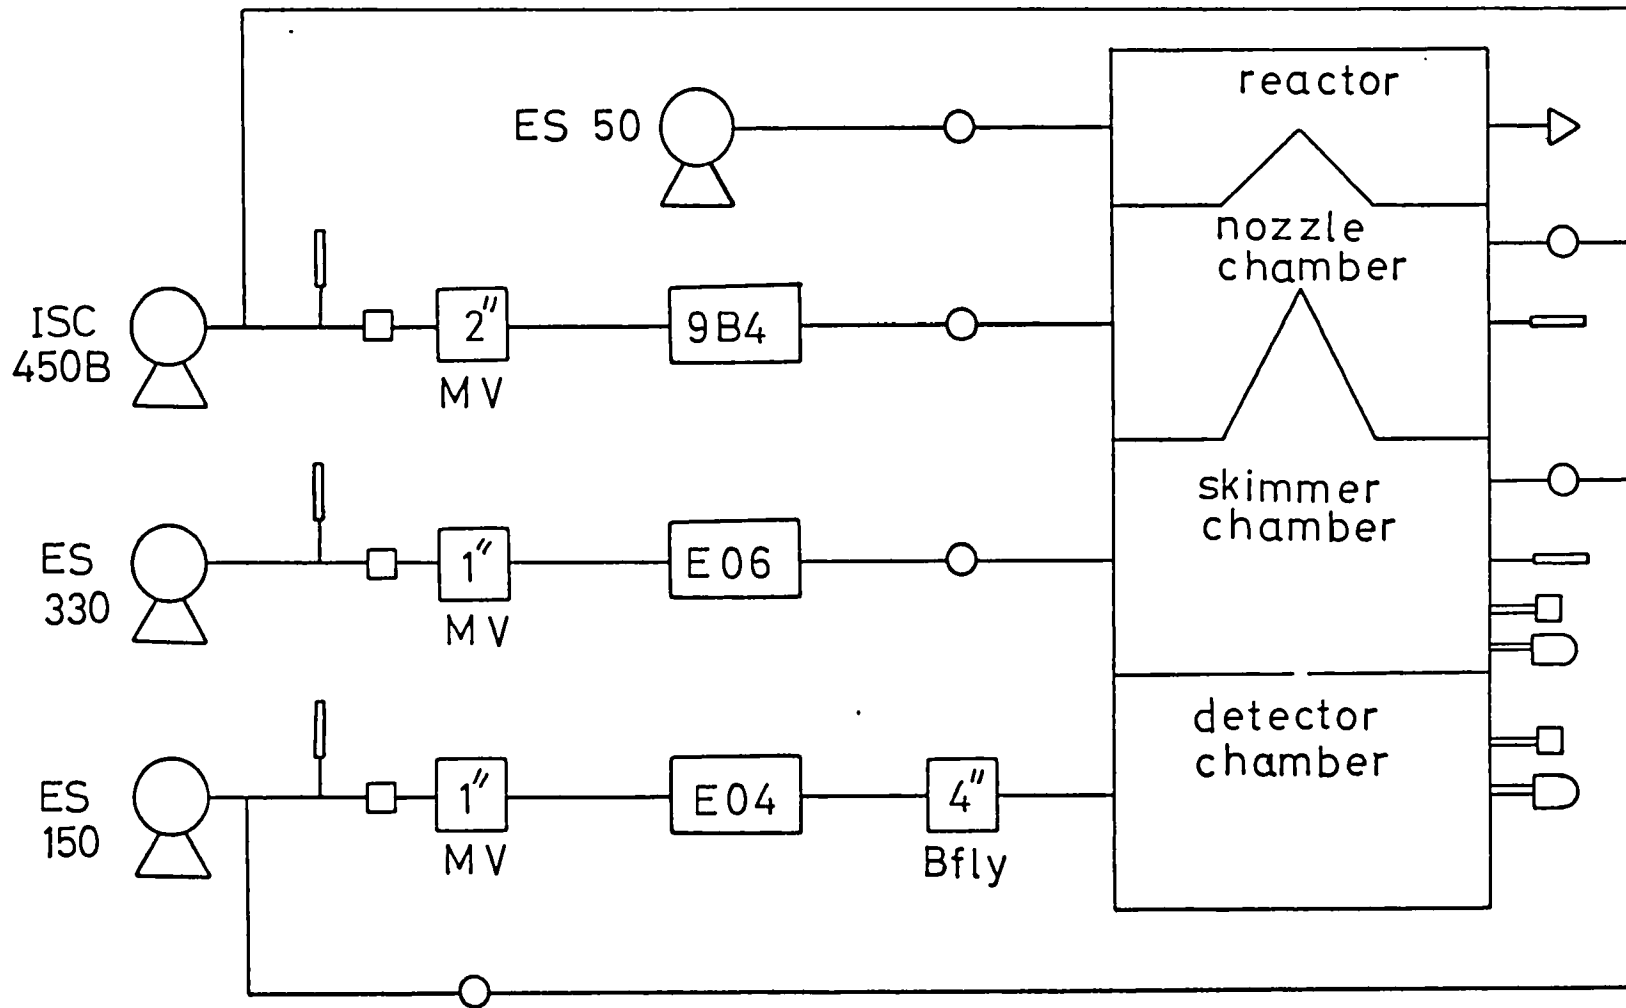 reactor
ES 50
nozzle
chamber
ISC
450B
2"
MV
9B4
skimmer
chamber
ES
330
1"
MV
E06
detector
chamber
ES
150
1"
MV
E04
4"
Bfly